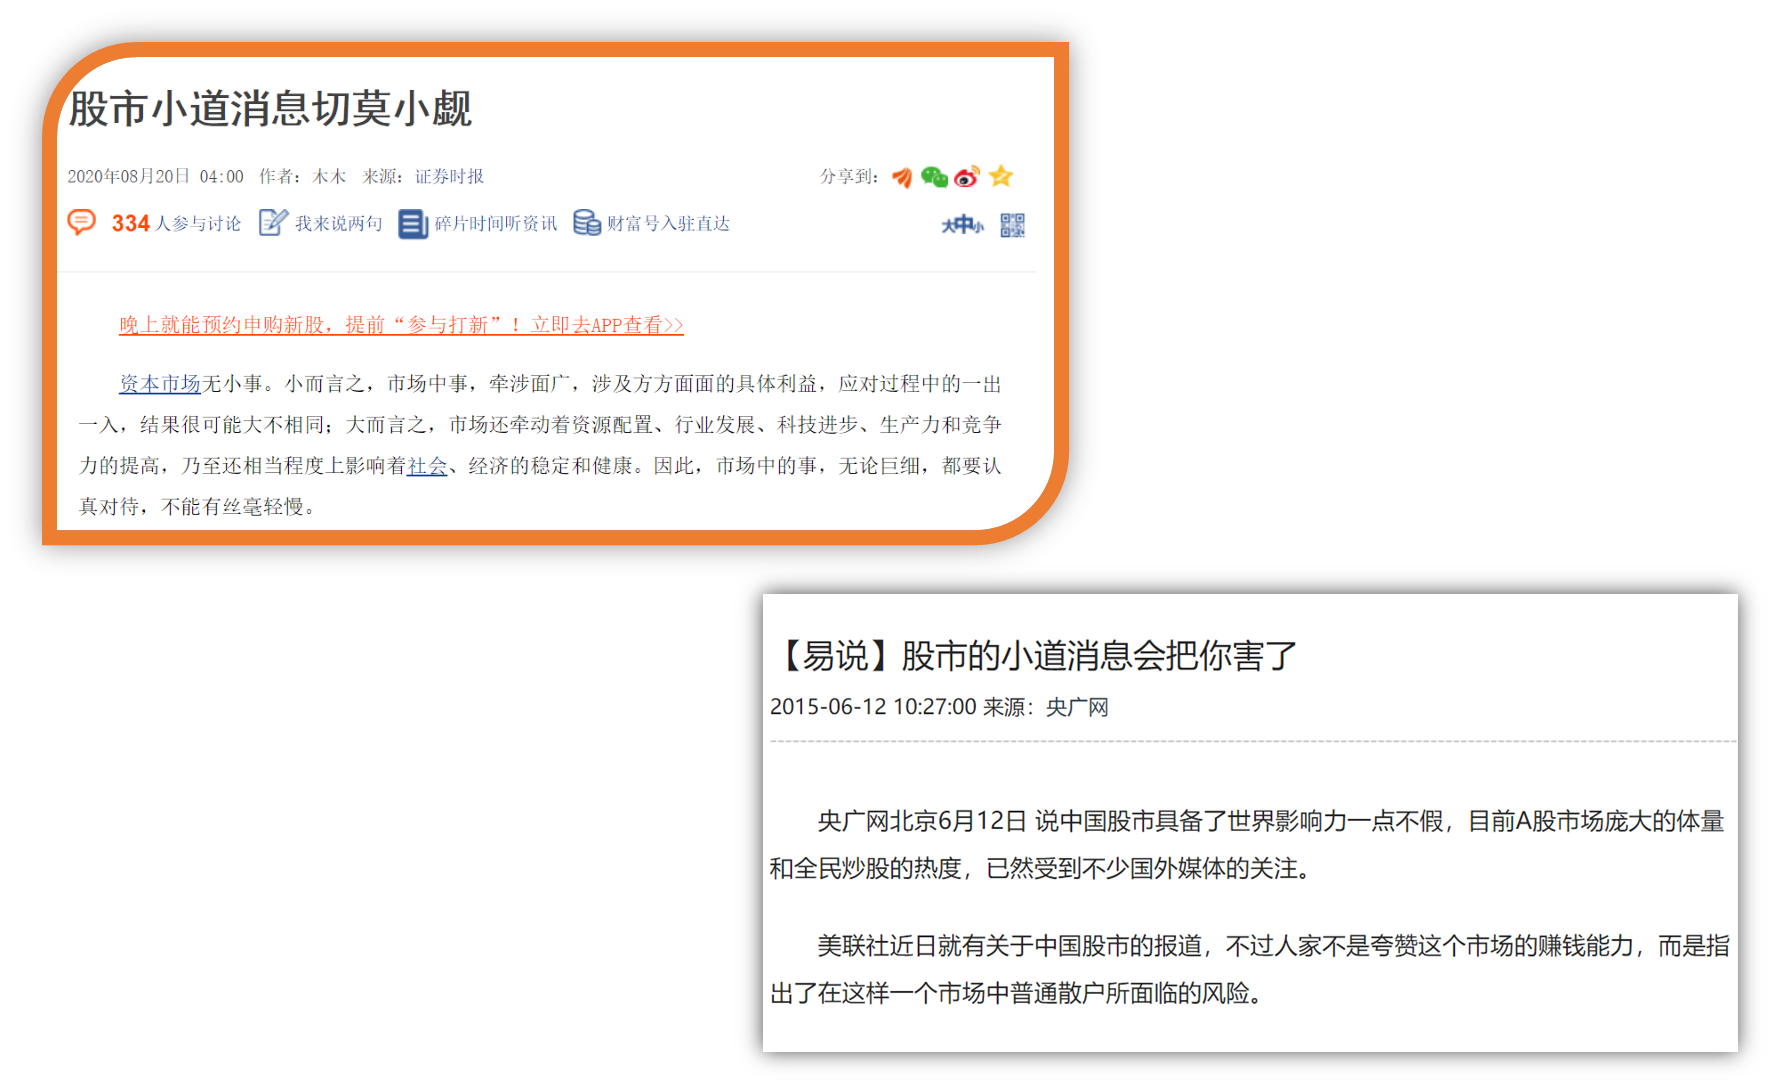 股市小道消息切莫小觑
2020年08月20日 04:00 作者：木木 来源：证券时报 分享到：
334人参与讨论 我来说两句 碎片时间听资讯 财富号入驻直达 大中小
晚上就能预约申购新股，提前“参与打新”！立即去APP查看>>
资本市场无小事。小而言之，市场中事，牵涉面广，涉及方方面面的具体利益，应对过程中的一出
一入，结果很可能大不相同；大而言之，市场还牵动着资源配置、行业发展、科技进步、生产力和竞争
力的提高，乃至还相当程度上影响着社会、经济的稳定和健康。因此，市场中的事，无论巨细，都要认
真对待，不能有丝毫轻慢。
【易说】股市的小道消息会把你害了
2015-06-12 10:27:00 来源：央广网
央广网北京6月12日 说中国股市具备了世界影响力一点不假，目前A股市场庞大的体量
和全民炒股的热度，已然受到不少国外媒体的关注。
美联社近日就有关于中国股市的报道，不过人家不是夸赞这个市场的赚钱能力，而是指
出了在这样一个市场中普通散户所面临的风险。